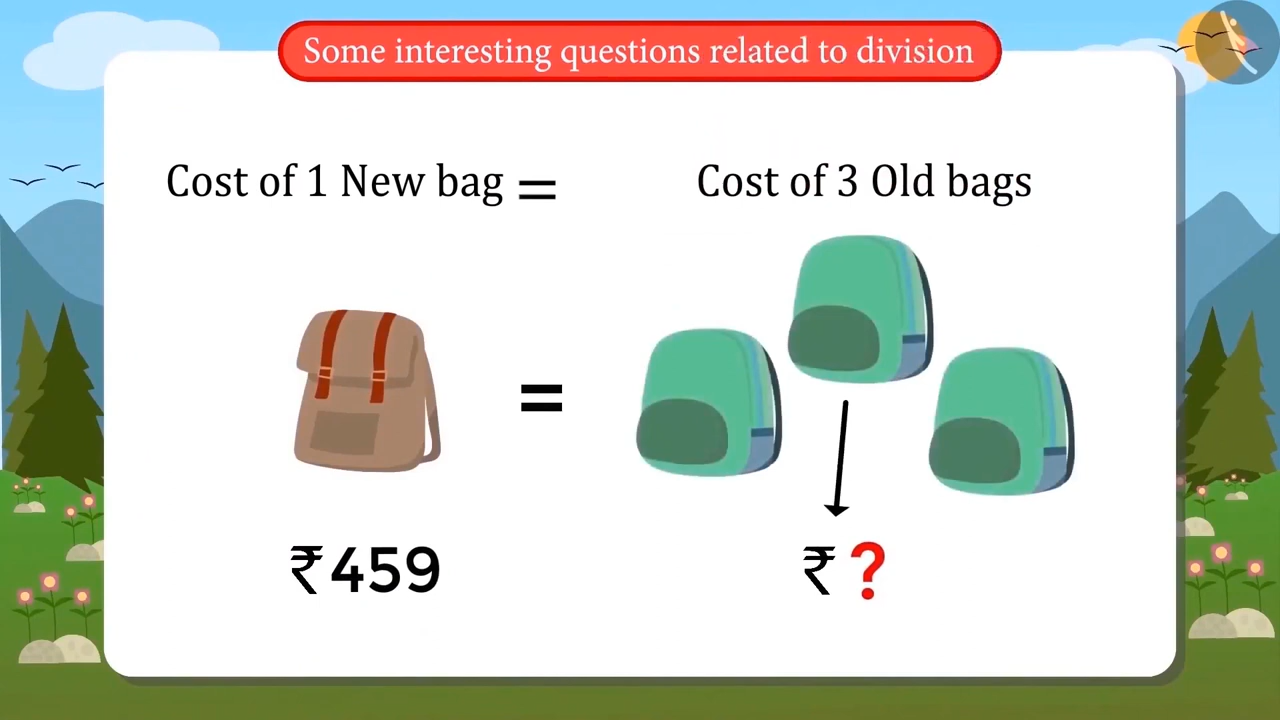 Some interesting questions related to division
Cost of 1 New bag = Cost of 3 Old bags
=
₹459
₹?